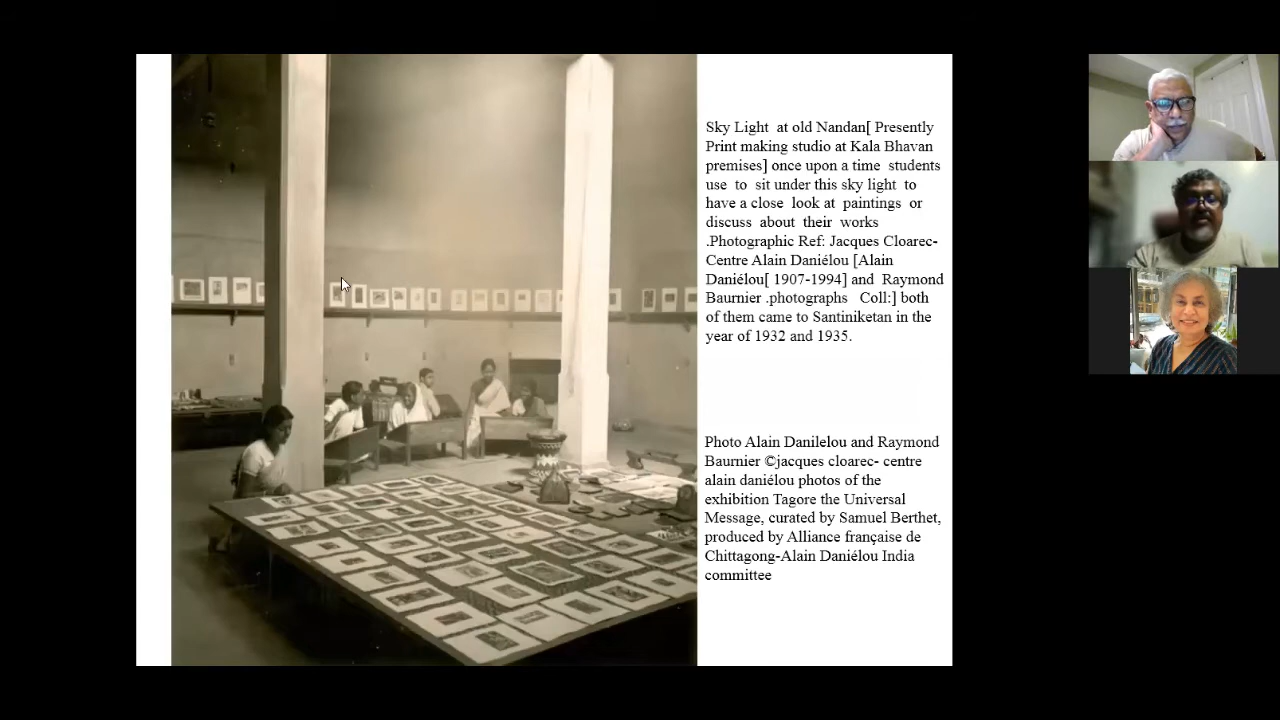 Sky Light at old Nandan[ Presently
Print making studio at Kala Bhavan
premises] once upon a time students
use to sit under this sky light to
have a close look at paintings or
discuss about their works
.Photographic Ref: Jacques Cloarec-
Centre Alain Daniélou [Alain
Daniélou[ 1907-1994] and Raymond
Baurnier .photographs Coll:] both
of them came to Santiniketan in the
year of 1932 and 1935.
Photo Alain Danilelou and Raymond
Baurnier ©jacques cloarec- centre
alain daniélou photos of the
exhibition Tagore the Universal
Message, curated by Samuel Berthet,
produced by Alliance française de
Chittagong-Alain Daniélou India
committee